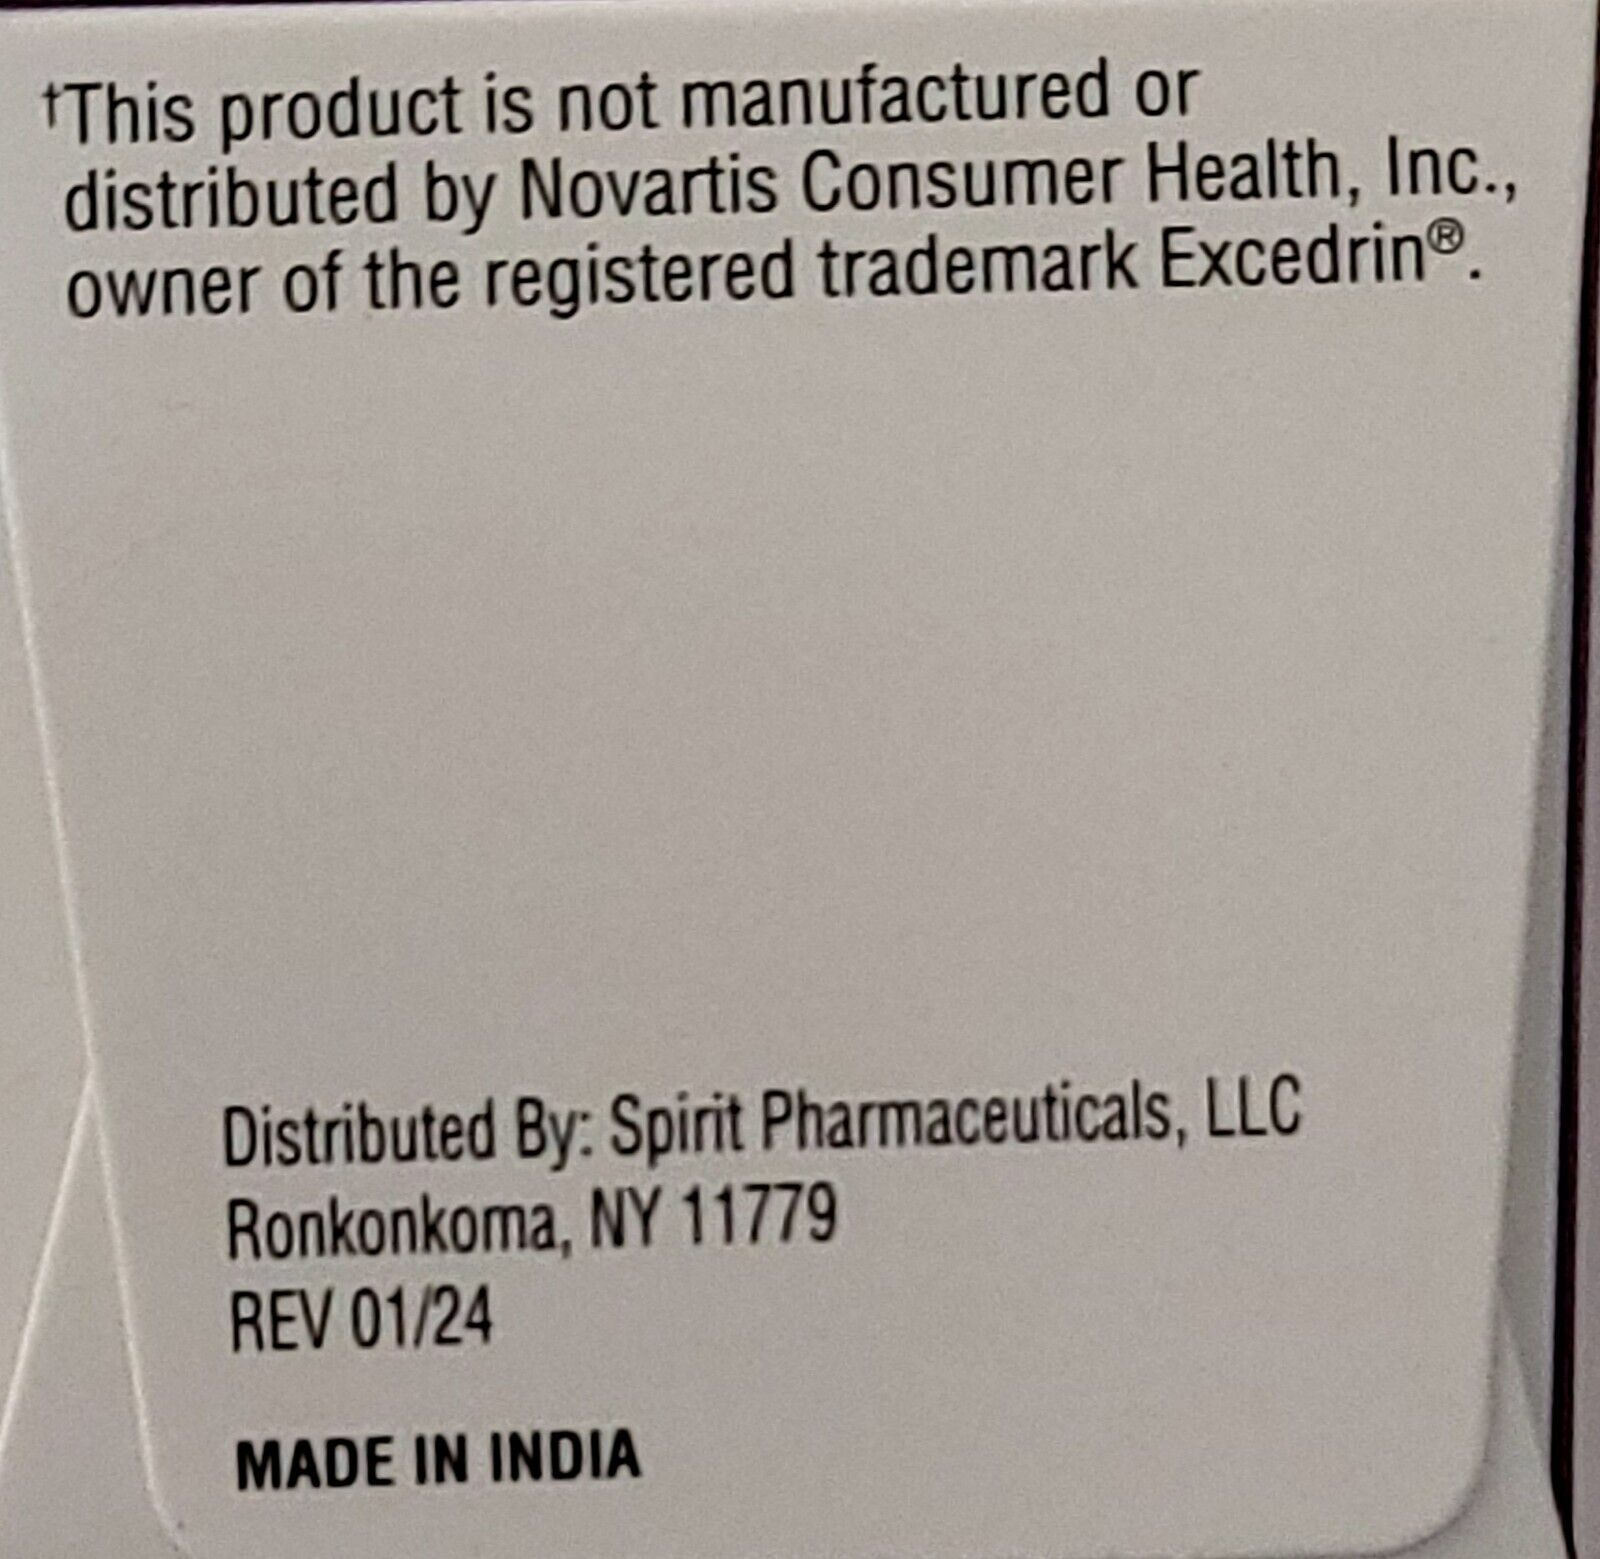 †This product is not manufactured or
distributed by Novartis Consumer Health, Inc.,
owner of the registered trademark Excedrin®.
Distributed By: Spirit Pharmaceuticals, LLC
Ronkonkoma, NY 11779
REV 01/24
MADE IN INDIA